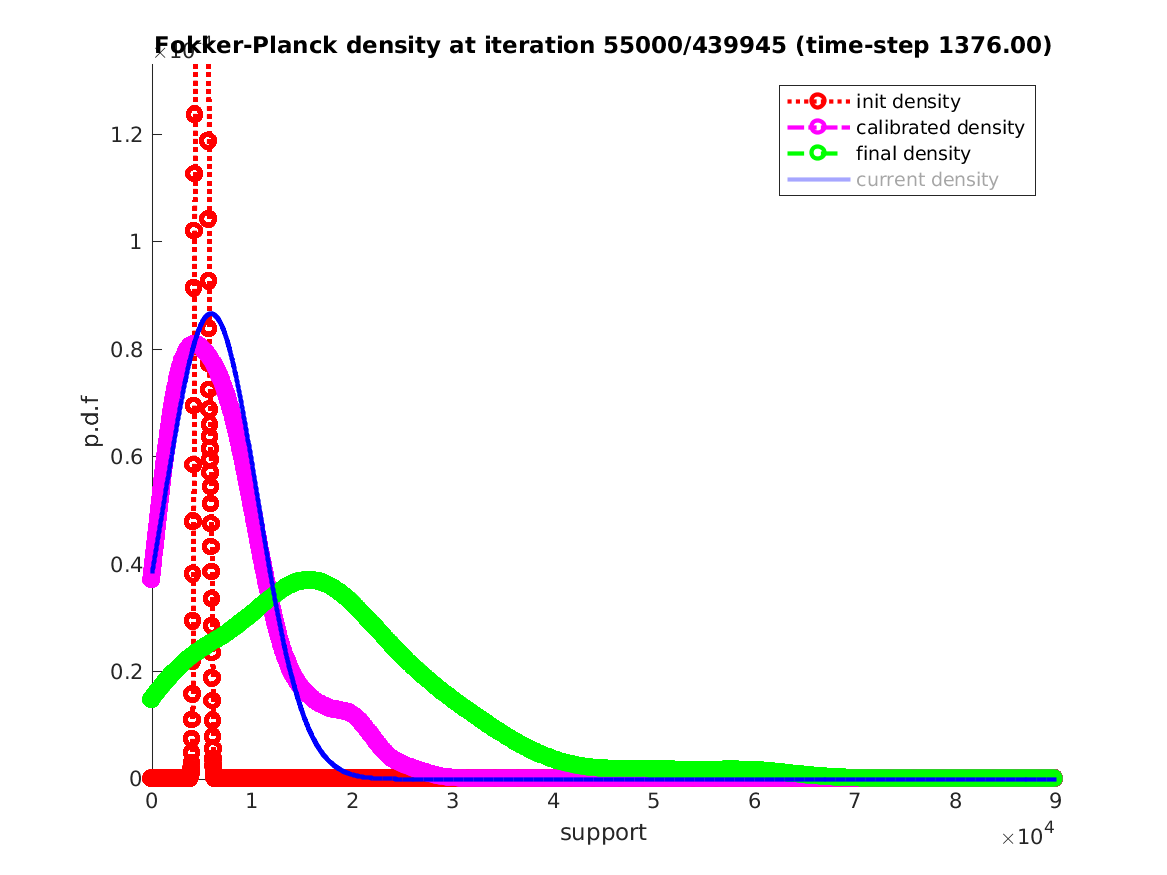 Fokker-Planck density at iteration 55000/439945 (time-step 1376.00)
init density
calibrated density
final density
current density
1.2
1
0.8
0.6
0.4
0.2
0
p.d.f
0 1 2 3 4 5 6 7 8 9
support
×10^4